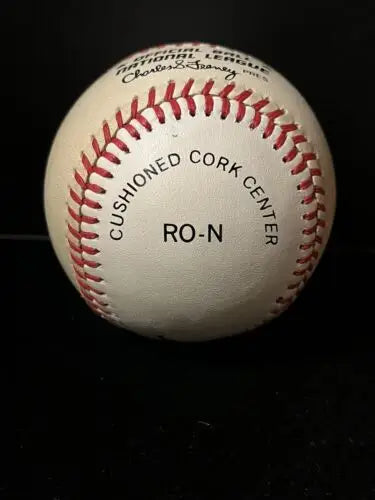 OFFICIAL BALL
NATIONAL LEAGUE
Charles S. Feeney PRES
CUSHIONED CORK CENTER
RO-N